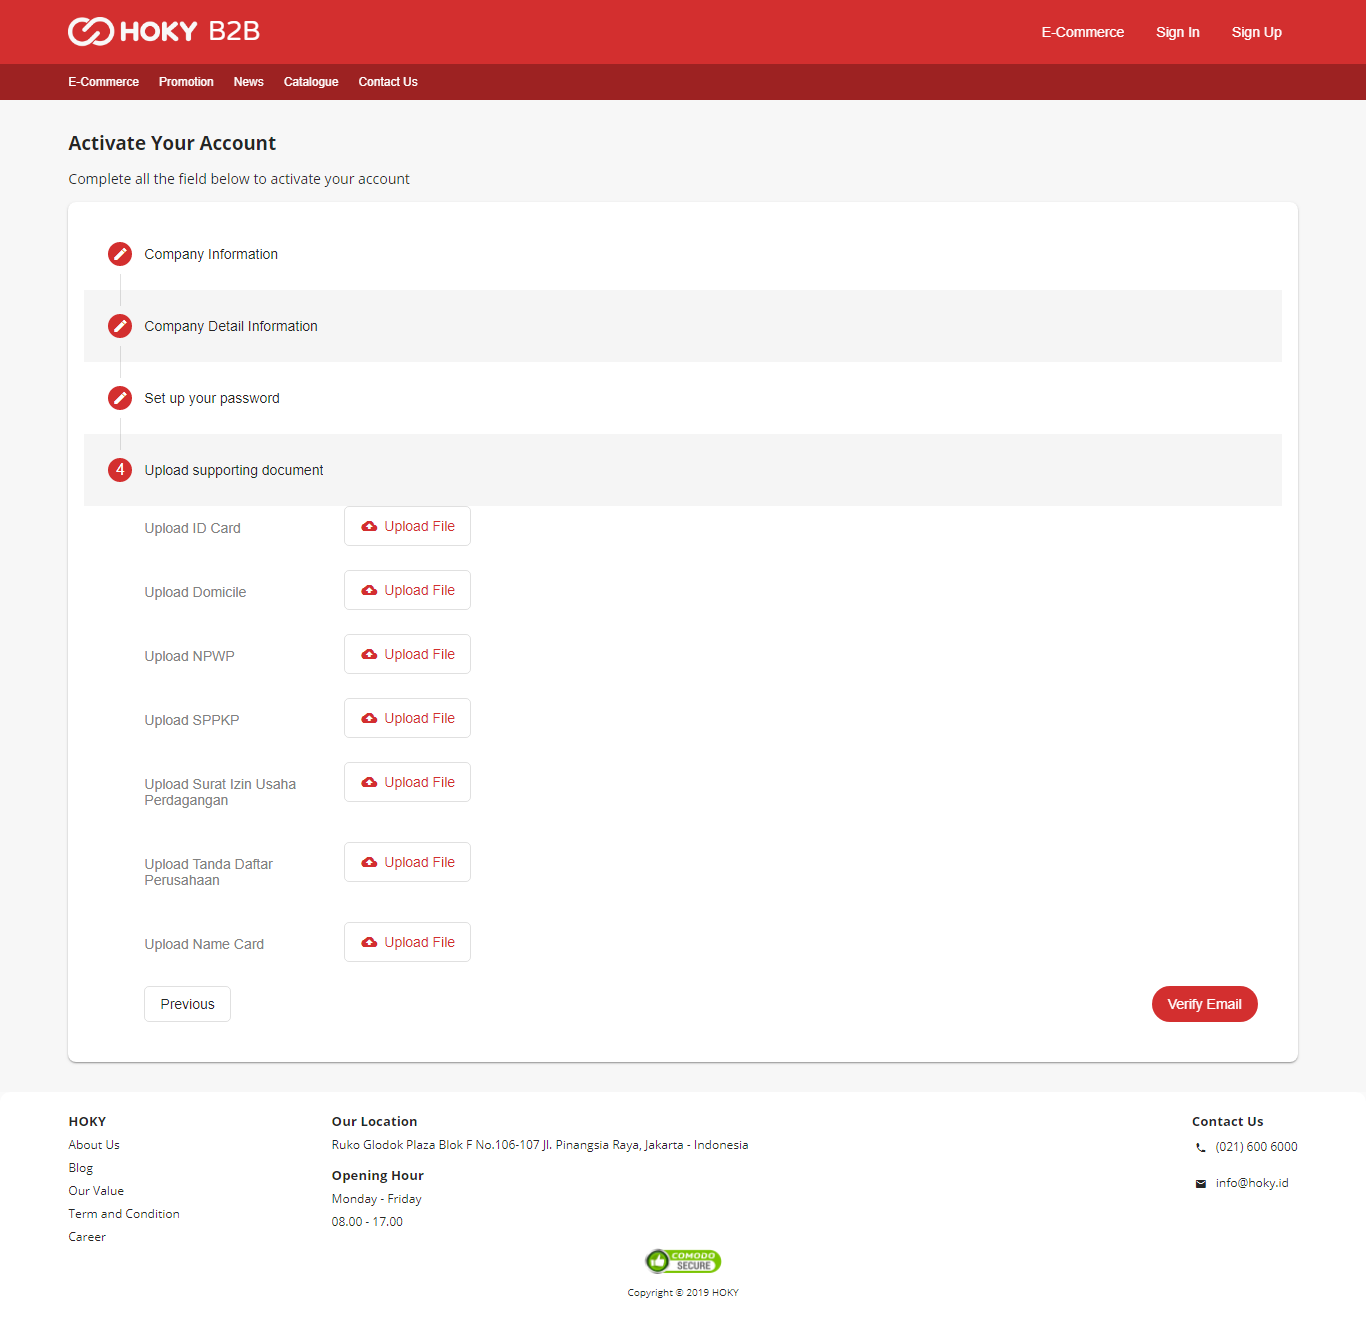 HOKY B2B
E-Commerce Sign In Sign Up
E-Commerce Promotion News Catalogue Contact Us
Activate Your Account
Complete all the field below to activate your account
Company Information
Company Detail Information
Set up your password
4 Upload supporting document
Upload ID Card Upload File
Upload Domicile Upload File
Upload NPWP Upload File
Upload SPPKP Upload File
Upload Surat Izin Usaha
Perdagangan
Upload File
Upload Tanda Daftar
Perusahaan
Upload File
Upload Name Card Upload File
Previous Verify Email
HOKY
About Us
Blog
Our Value
Term and Condition
Career
Our Location
Ruko Glodok Plaza Blok F No.106-107 Jl. Pinangsia Raya, Jakarta - Indonesia
Opening Hour
Monday - Friday
08.00 - 17.00
Contact Us
(021) 600 6000
info@hoky.id
COMODO
SECURE
Copyright © 2019 HOKY